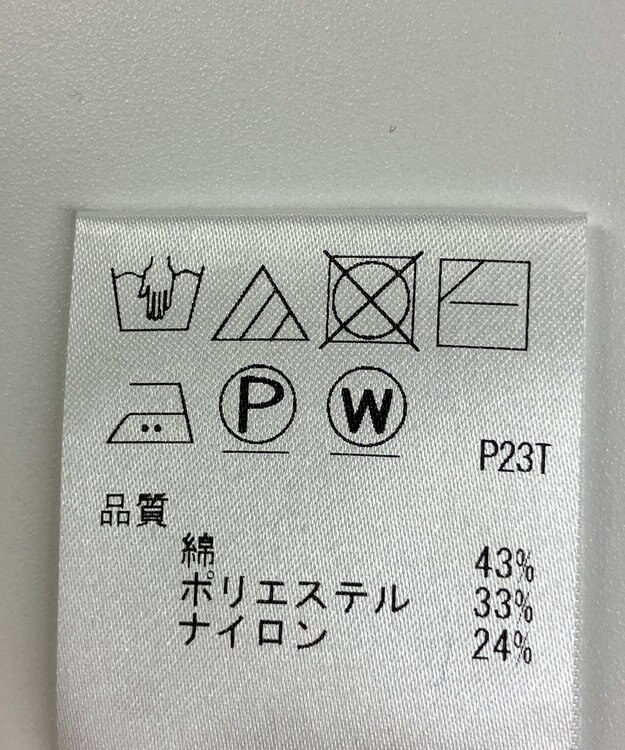 P W
P23T
品質
綿 43%
ポリエステル 33%
ナイロン 24%